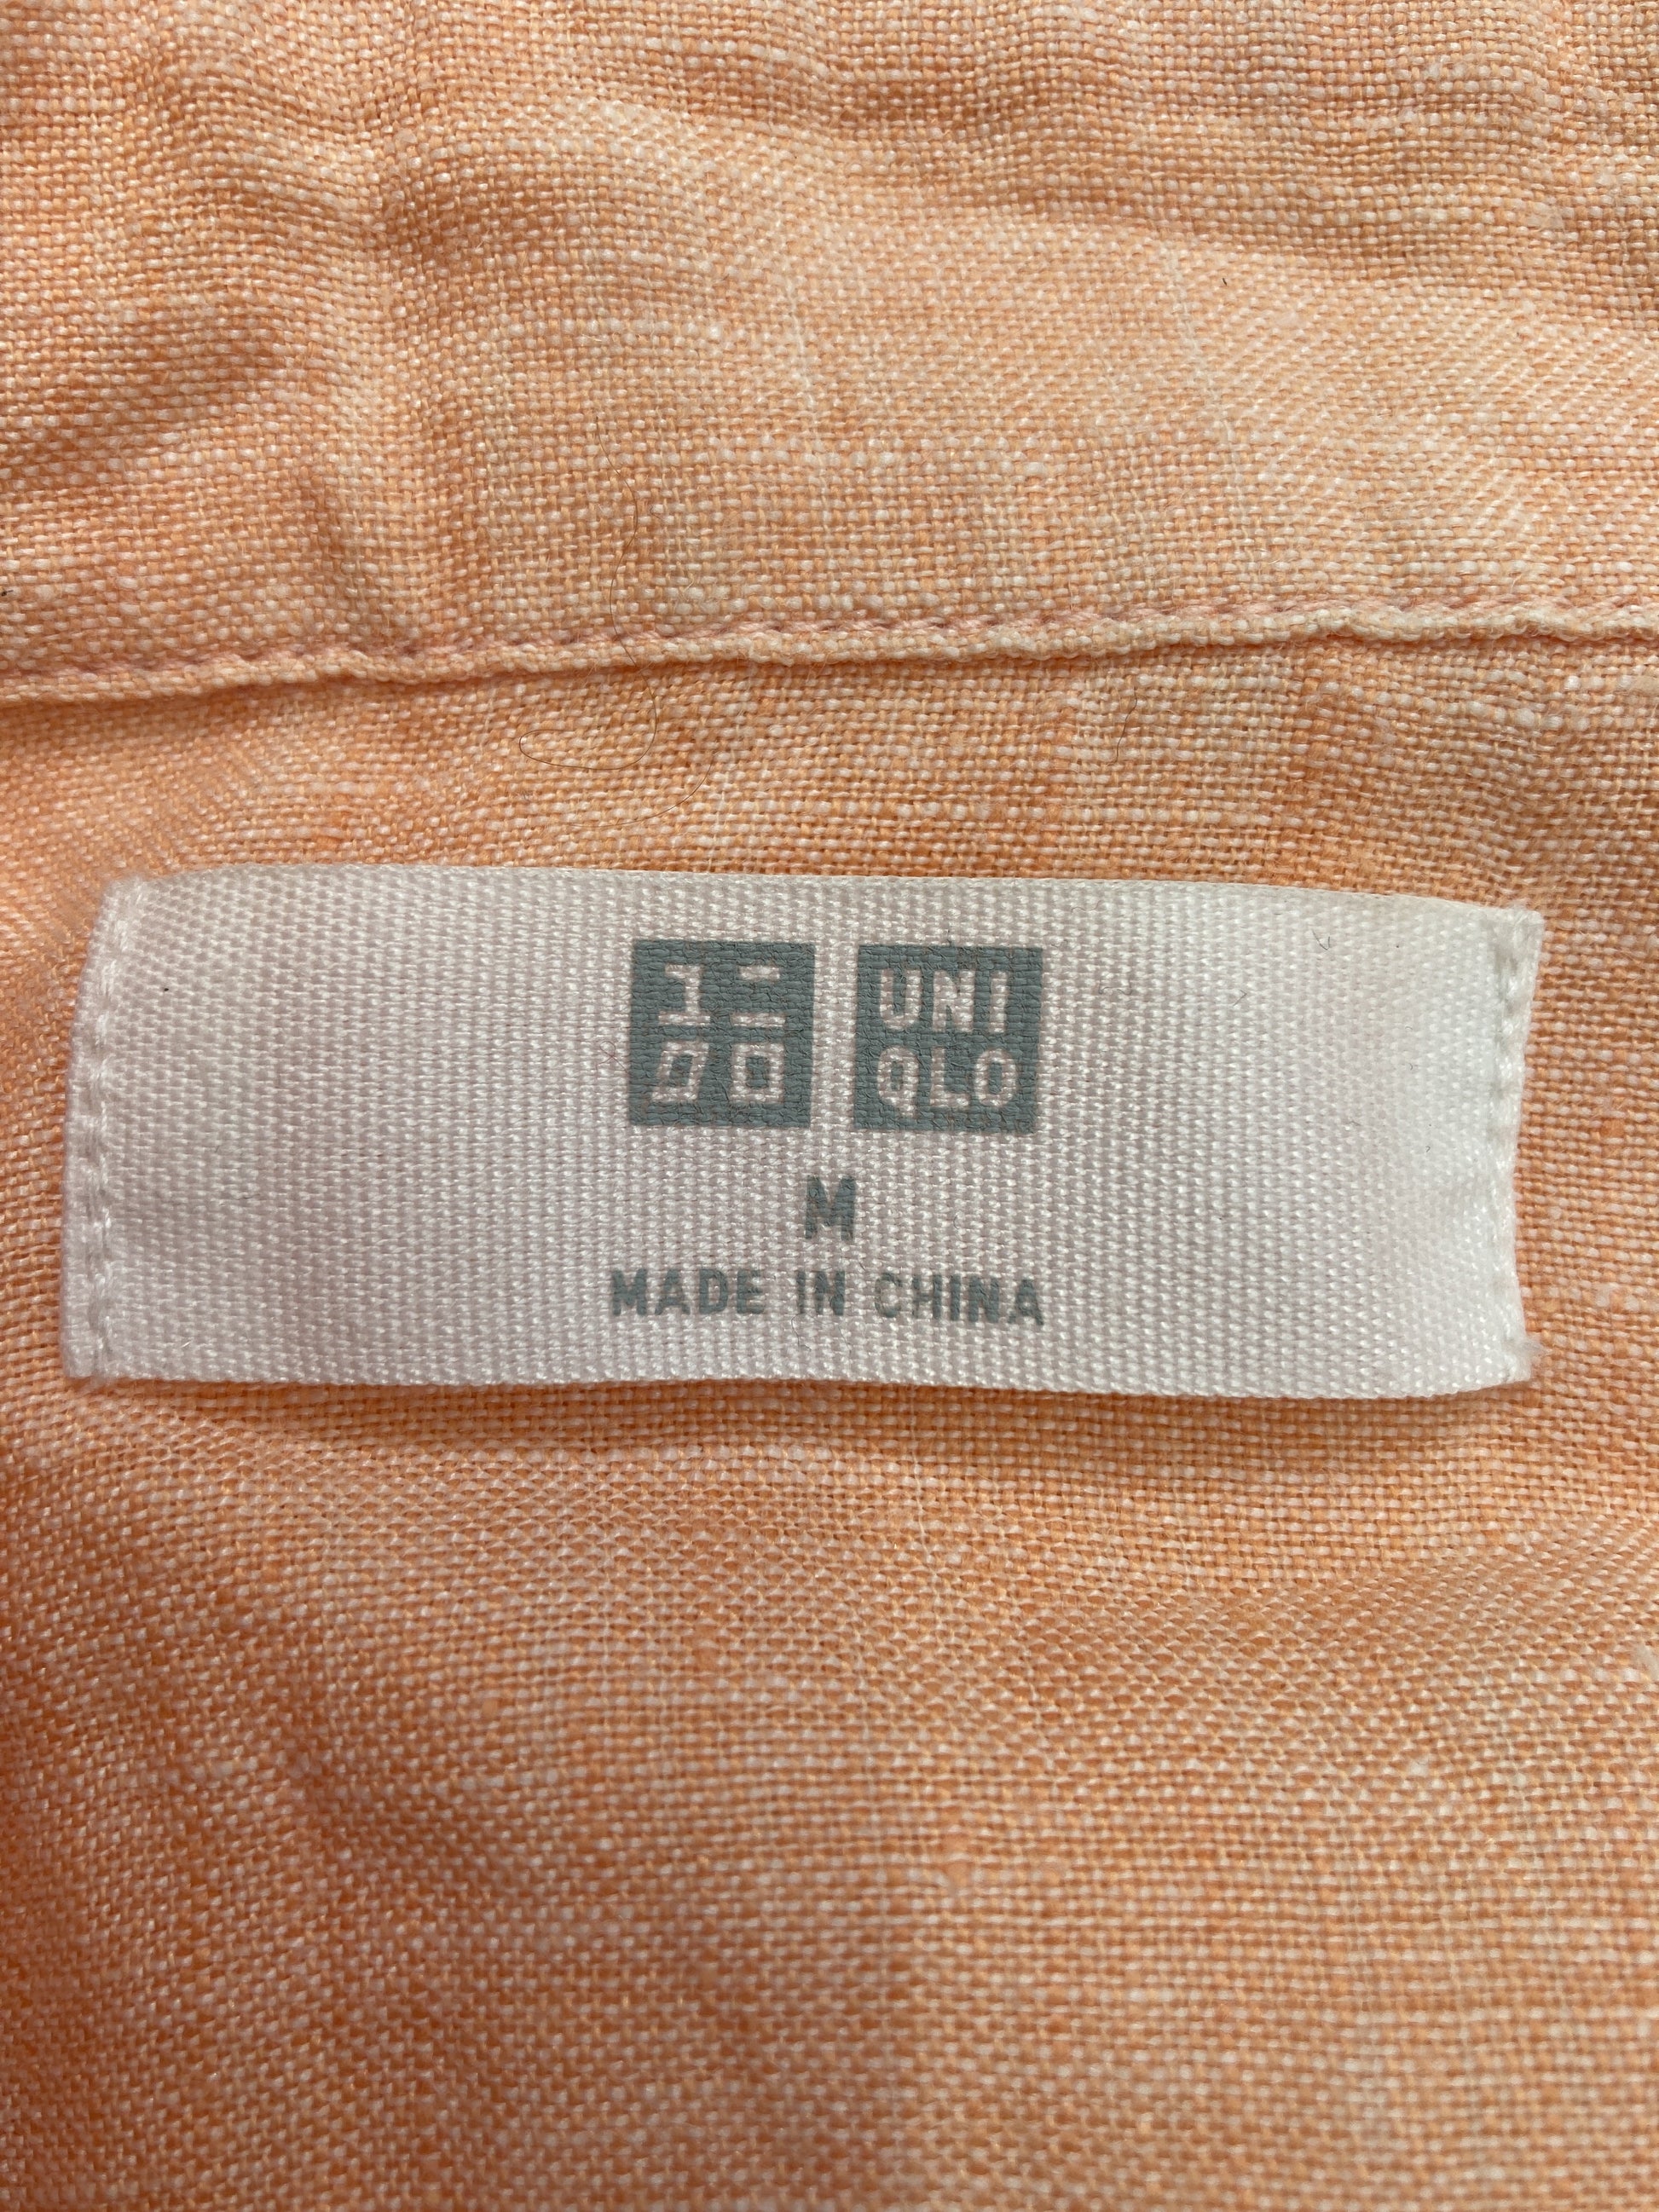 ユニ UNI
クロ QLO
M
MADE IN CHINA